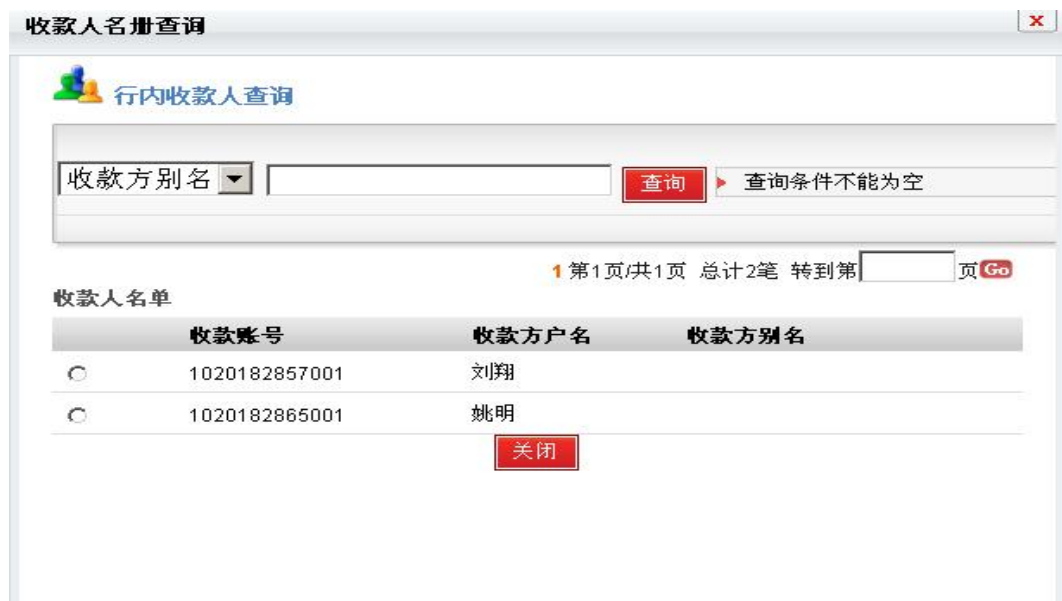 收款人名册查询
行内收款人查询
收款方别名 查询 查询条件不能为空
1 第1页/共1页 总计2笔 转到第 页 Go
收款人名单
收款账号 收款方户名 收款方别名
1020182857001 刘翔
1020182865001 姚明
关闭